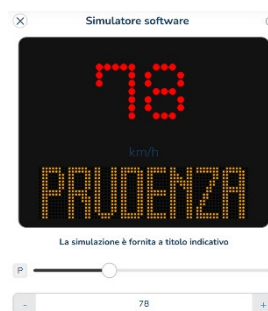 Simulatore software
78
km/h
PRUDENZA
La simulazione è fornita a titolo indicativo
P
- 78 +